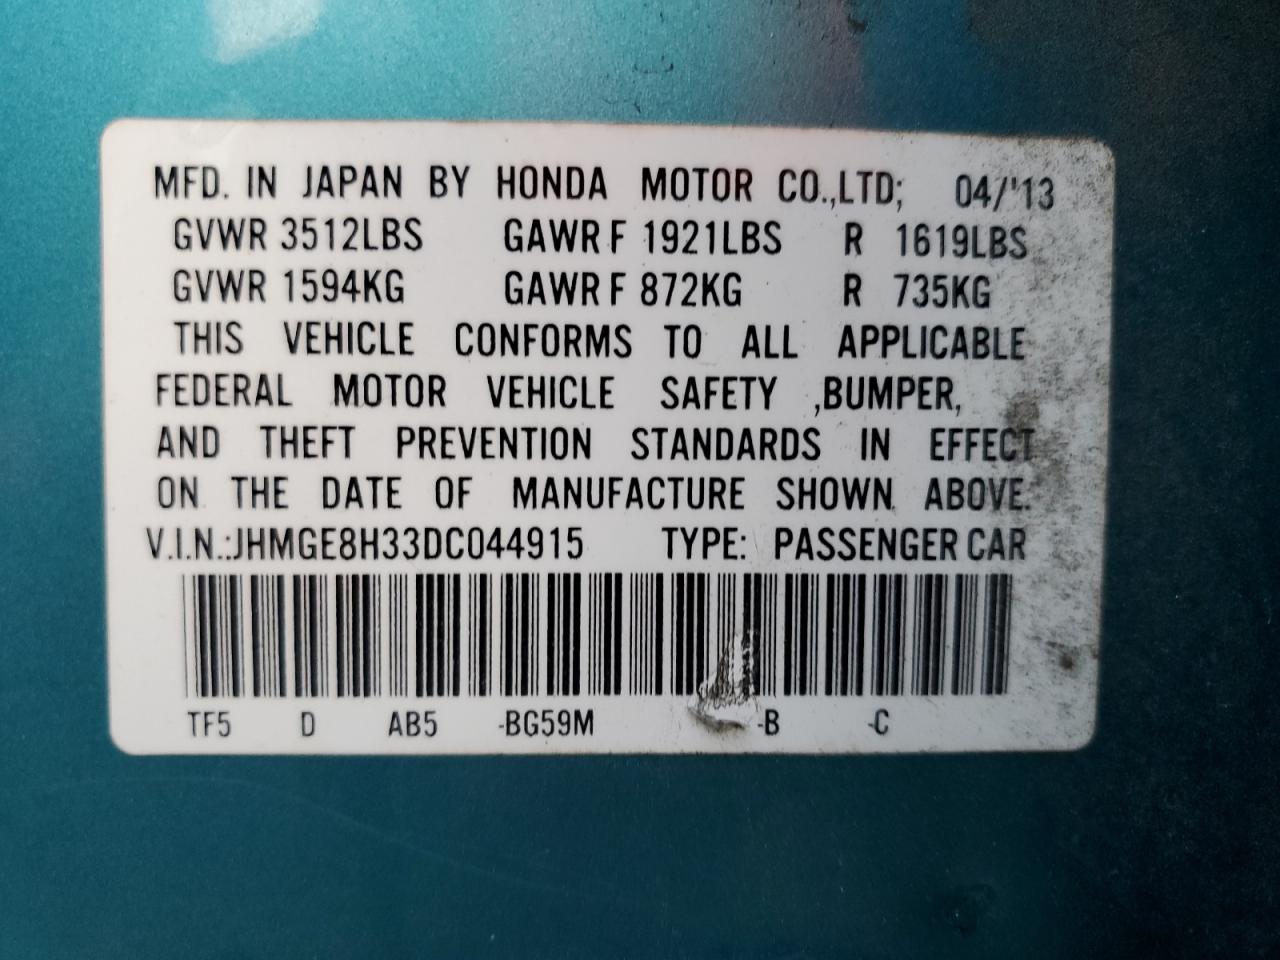 MFD. IN JAPAN BY HONDA MOTOR CO.,LTD; 04/'13
GVWR 3512LBS GAWR F 1921LBS R 1619LBS
GVWR 1594KG GAWR F 872KG R 735KG
THIS VEHICLE CONFORMS TO ALL APPLICABLE
FEDERAL MOTOR VEHICLE SAFETY ,BUMPER,
AND THEFT PREVENTION STANDARDS IN EFFECT
ON THE DATE OF MANUFACTURE SHOWN ABOVE.
V.I.N.:JHMGE8H33DC044915 TYPE: PASSENGER CAR
TF5 D AB5 -BG59M -B -C